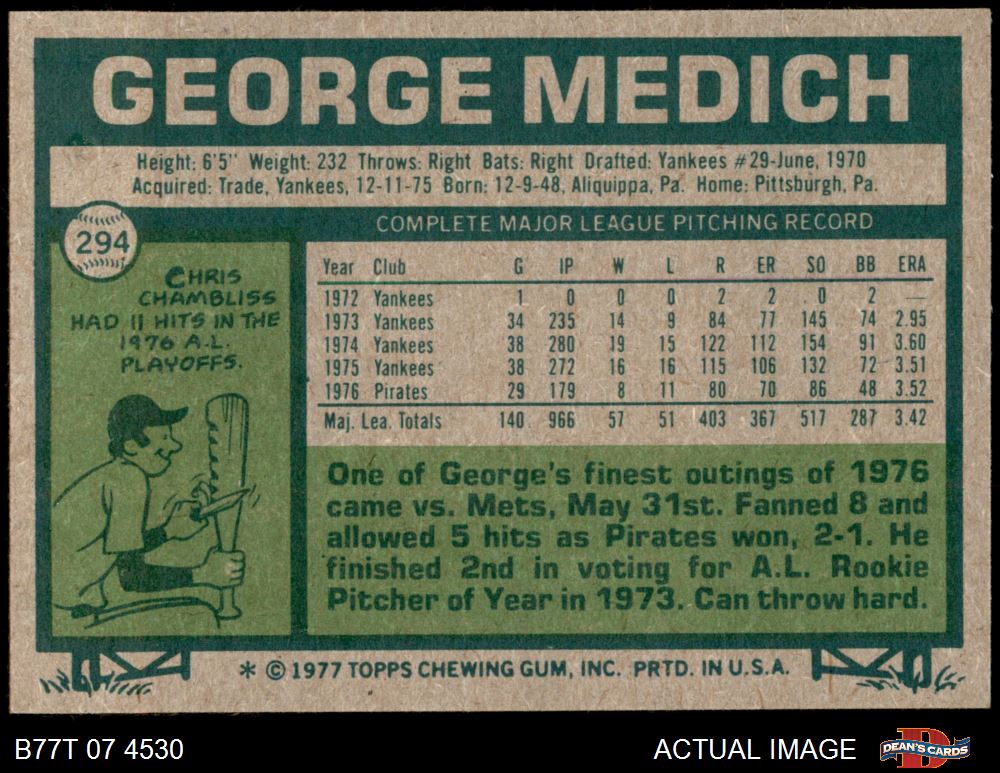 GEORGE MEDICH
Height: 6'5" Weight: 232 Throws: Right Bats: Right Drafted: Yankees #29-June, 1970
Acquired: Trade, Yankees, 12-11-75 Born: 12-9-48, Aliquippa, Pa. Home: Pittsburgh, Pa.
294
CHRIS
CHAMBLISS
HAD 11 HITS IN THE
1976 A.L.
PLAYOFFS.
COMPLETE MAJOR LEAGUE PITCHING RECORD
Year Club G IP W L R ER SO BB ERA
1972 Yankees 1 0 0 0 2 2 0 2 —
1973 Yankees 34 235 14 9 84 77 145 74 2.95
1974 Yankees 38 280 19 15 122 112 154 91 3.60
1975 Yankees 38 272 16 16 115 106 132 72 3.51
1976 Pirates 29 179 8 11 80 70 86 48 3.52
Maj. Lea. Totals 140 966 57 51 403 367 517 287 3.42
One of George's finest outings of 1976
came vs. Mets, May 31st. Fanned 8 and
allowed 5 hits as Pirates won, 2-1. He
finished 2nd in voting for A.L. Rookie
Pitcher of Year in 1973. Can throw hard.
* © 1977 TOPPS CHEWING GUM, INC. PRTD. IN U.S.A.
B77T 07 4530 ACTUAL IMAGE D DEAN'S CARDS